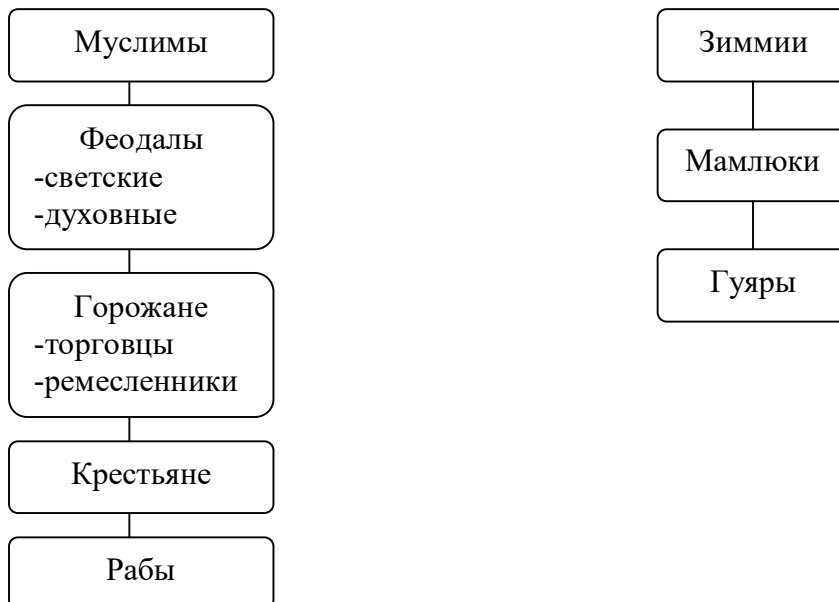 Муслимы
Феодалы
-светские
-духовные
Горожане
-торговцы
-ремесленники
Крестьяне
Рабы
Зиммии
Мамлюки
Гуяры